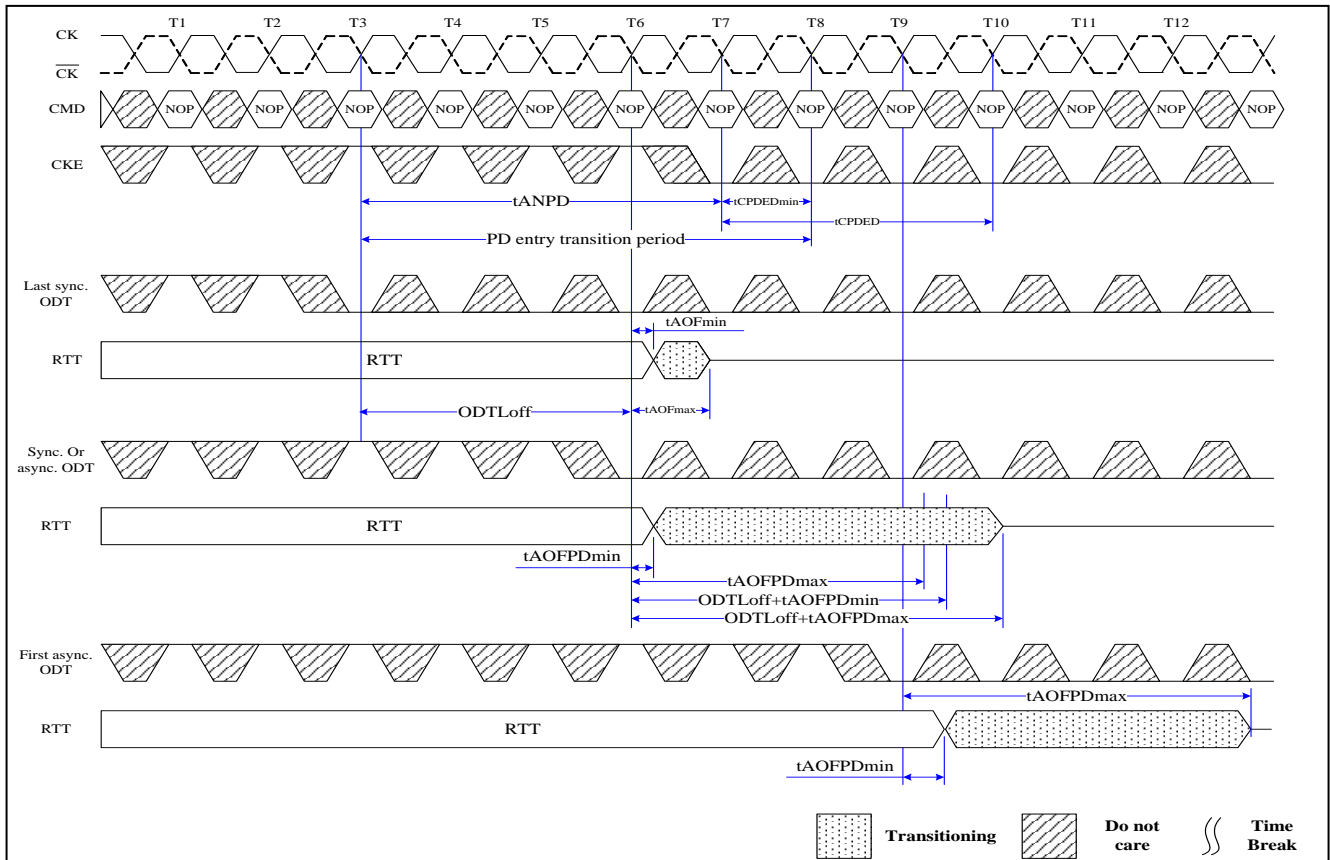 T1 T2 T3 T4 T5 T6 T7 T8 T9 T10 T11 T12
CK
CK
CMD NOP NOP NOP NOP NOP NOP NOP NOP NOP NOP NOP NOP NOP
CKE
tANPD tCPDEDmin
tCPDED
PD entry transition period
Last sync.
ODT
tAOFmin
RTT RTT
ODTLoff tAOFmax
Sync. Or
async. ODT
RTT RTT
tAOFPDmin
tAOFPDmax
ODTLoff+tAOFPDmin
ODTLoff+tAOFPDmax
First async.
ODT
tAOFPDmax
RTT RTT
tAOFPDmin
Transitioning
Do not
care
Time
Break